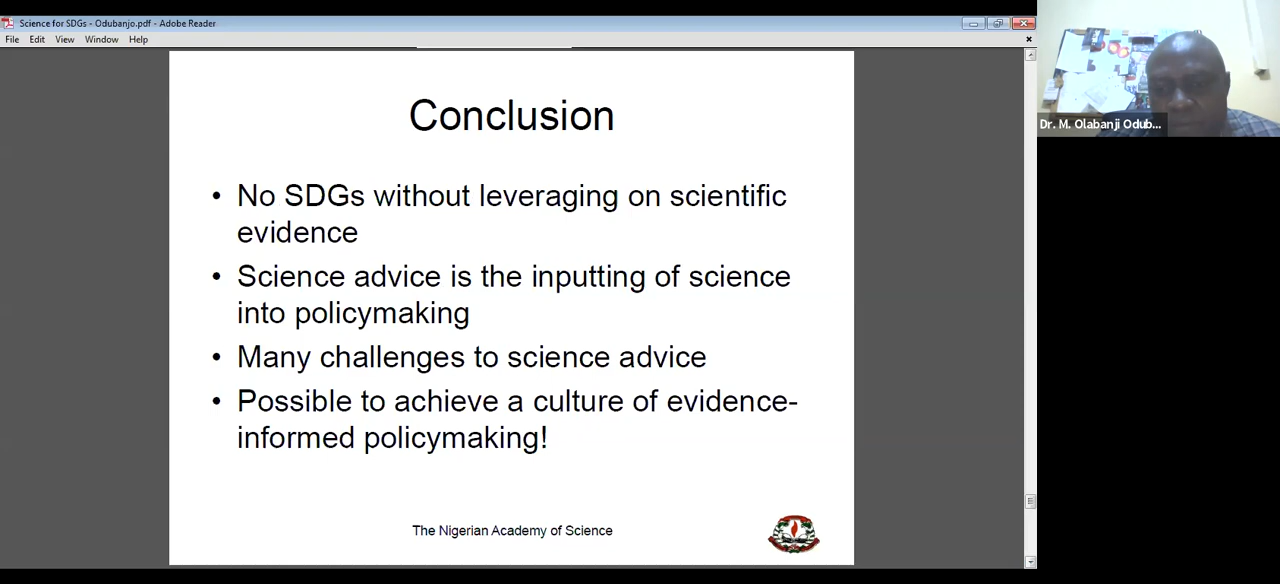 Science for SDGs - Odubanjo.pdf - Adobe Reader
File Edit View Window Help
Conclusion
• No SDGs without leveraging on scientific
evidence
• Science advice is the inputting of science
into policymaking
• Many challenges to science advice
• Possible to achieve a culture of evidence-
informed policymaking!
The Nigerian Academy of Science
Dr. M. Olabanji Odub...